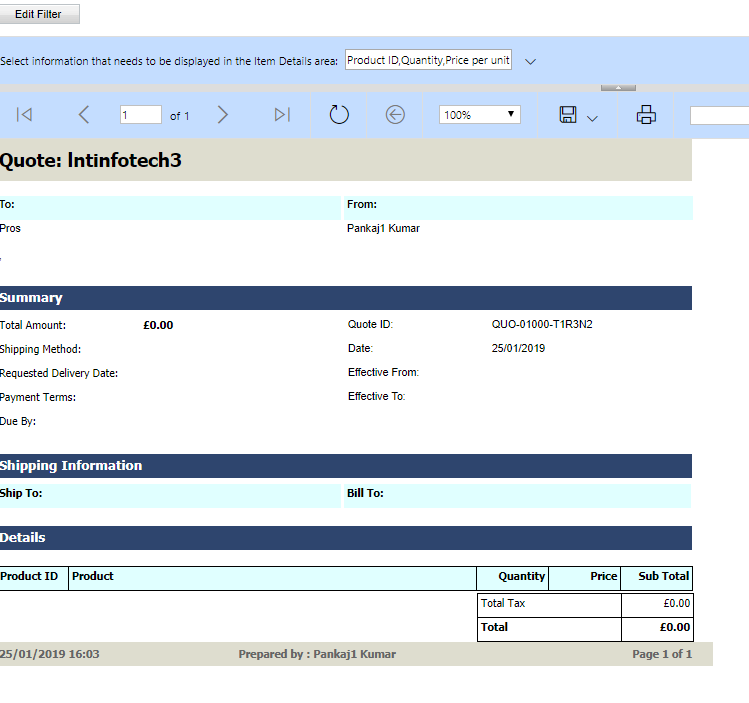 Edit Filter
Select information that needs to be displayed in the Item Details area: Product ID,Quantity,Price per unit
1 of 1 100%
Quote: Intinfotech3
To: From:
Pros Pankaj1 Kumar
,
Summary
Total Amount: £0.00 Quote ID: QUO-01000-T1R3N2
Shipping Method: Date: 25/01/2019
Requested Delivery Date: Effective From:
Payment Terms: Effective To:
Due By:
Shipping Information
Ship To: Bill To:
Details
Product ID Product Quantity Price Sub Total
Total Tax £0.00
Total £0.00
25/01/2019 16:03 Prepared by : Pankaj1 Kumar Page 1 of 1